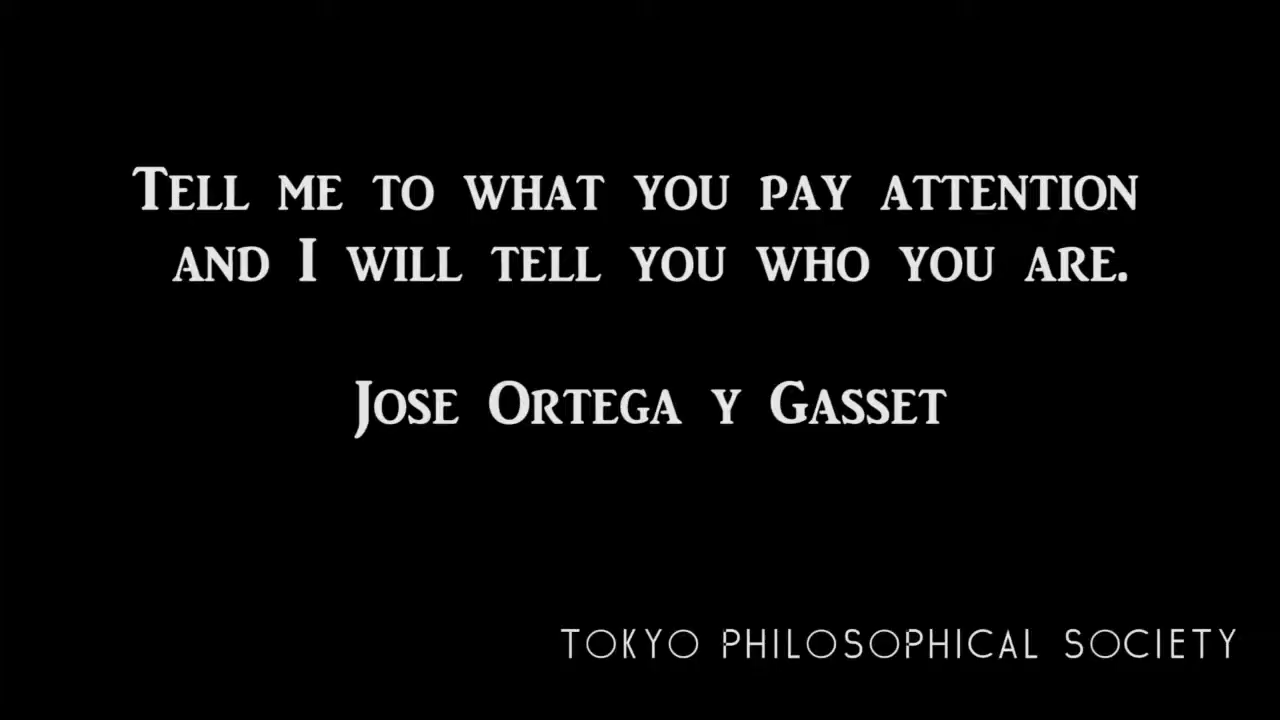 Tell me to what you pay attention
and I will tell you who you are.
Jose Ortega y Gasset
TOKYO PHILOSOPHICAL SOCIETY